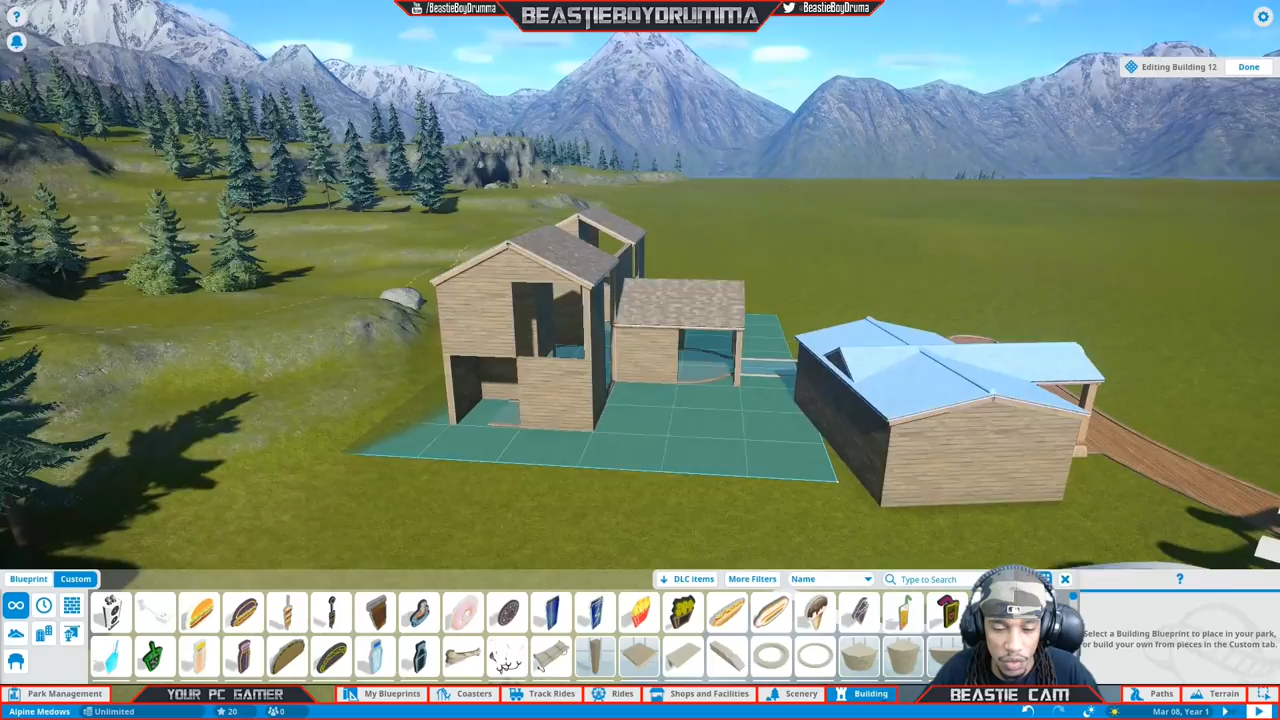 /BeastieBoyDrumma
BEASTIEBOYDRUMMA
@BeastieBoyDruma
Editing Building 12
Done
Blueprint
Custom
DLC items
More Filters
Name
Type to Search
Select a Building Blueprint to place in your park,
or build your own from pieces in the Custom tab.
Park Management
YOUR PC GAMER
My Blueprints
Coasters
Track Rides
Rides
Shops and Facilities
Scenery
Building
BEASTIE CAM
Paths
Terrain
Alpine Meadows
Unlimited
20
0
Mar 08, Year 1